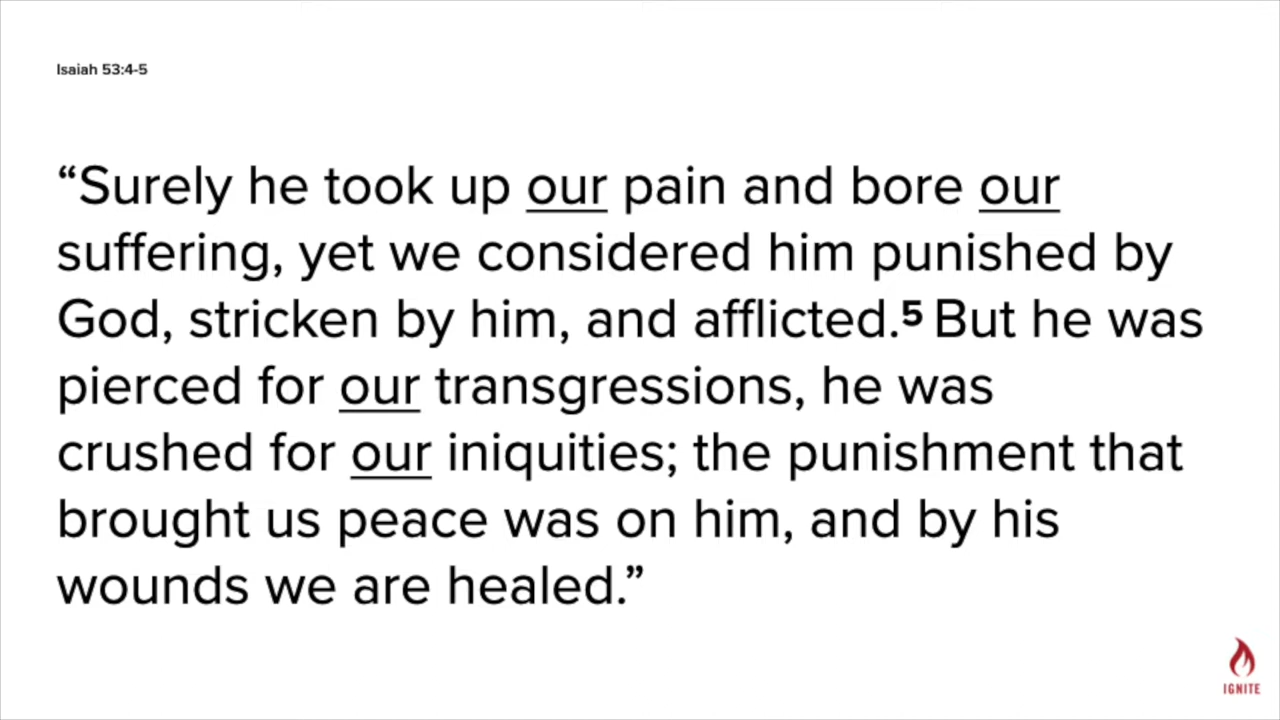 Isaiah 53:4-5
“Surely he took up our pain and bore our
suffering, yet we considered him punished by
God, stricken by him, and afflicted.5 But he was
pierced for our transgressions, he was
crushed for our iniquities; the punishment that
brought us peace was on him, and by his
wounds we are healed.”
IGNITE